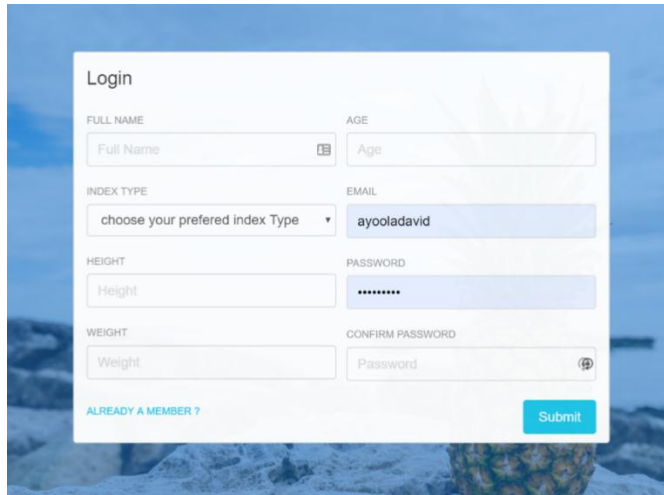 Login
FULL NAME
AGE
Full Name
Age
INDEX TYPE
EMAIL
choose your prefered index Type
ayooladavid
HEIGHT
PASSWORD
Height
•••••••••
WEIGHT
CONFIRM PASSWORD
Weight
Password
ALREADY A MEMBER ?
Submit